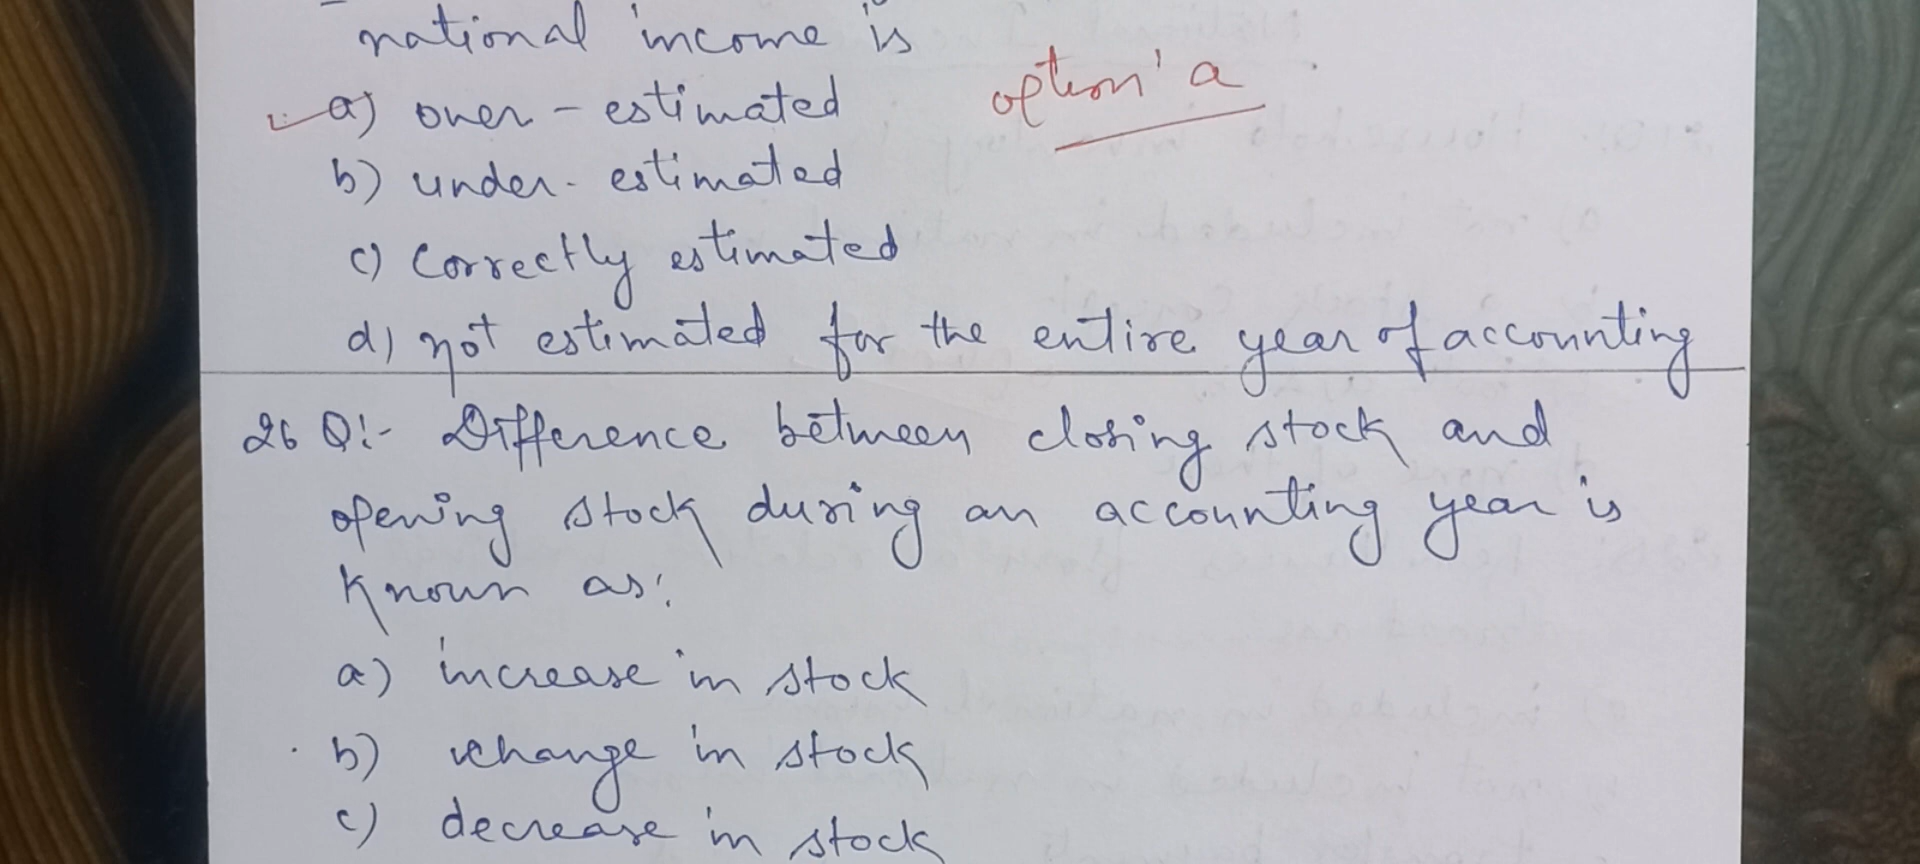 national income is
a) over - estimated option' a
b) under - estimated
c) Correctly estimated
d) not estimated for the entire year of accounting
26 Q:- Difference between closing stock and
opening stock during an accounting year is
Known as:
a) increase in stock
b) change in stock
c) decrease in stock